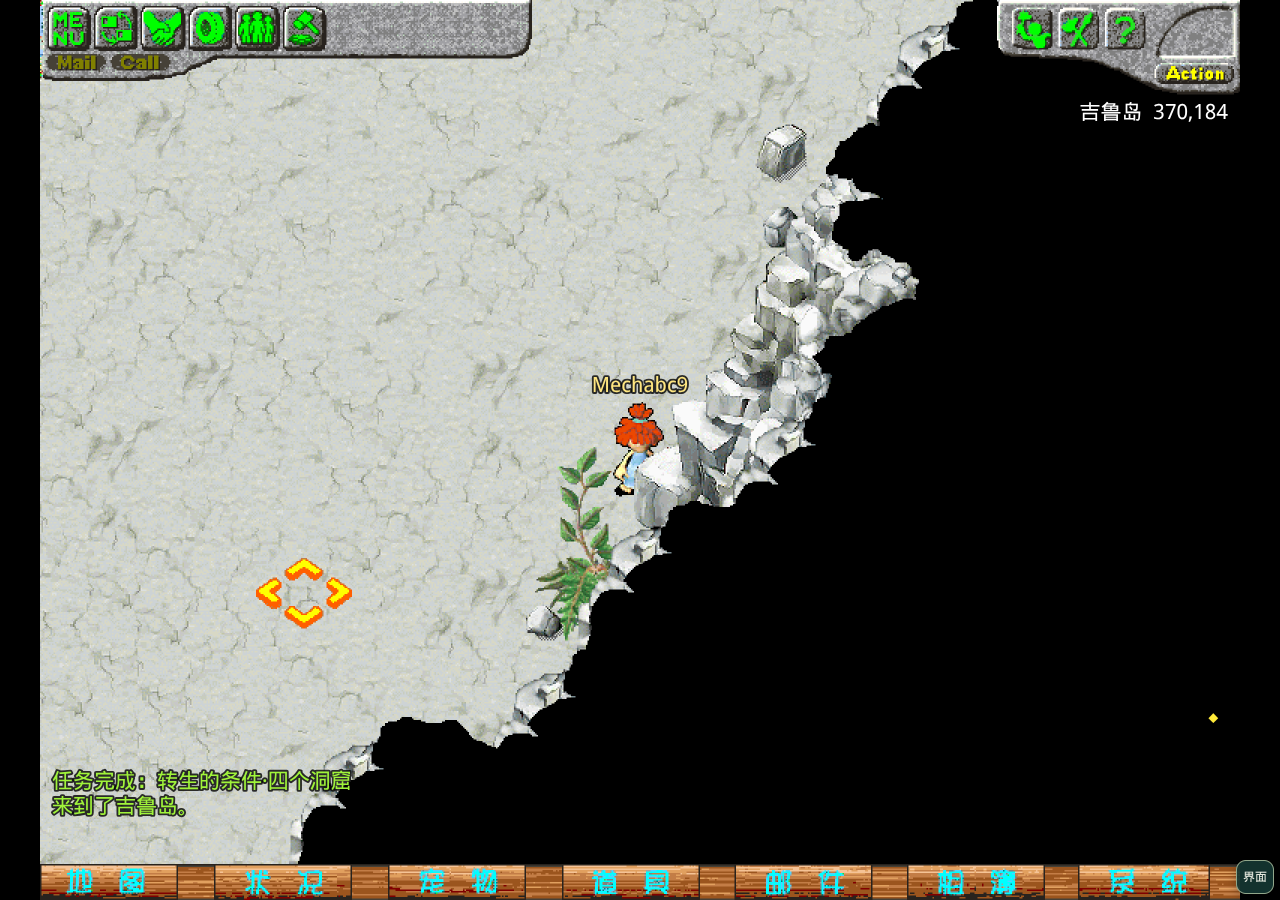 MENU
Mail Call
Action
吉鲁岛 370,184
Mechabc9
任务完成：转生的条件·四个洞窟
来到了吉鲁岛。
地图 状况 宠物 道具 邮件 相簿 系统
界面